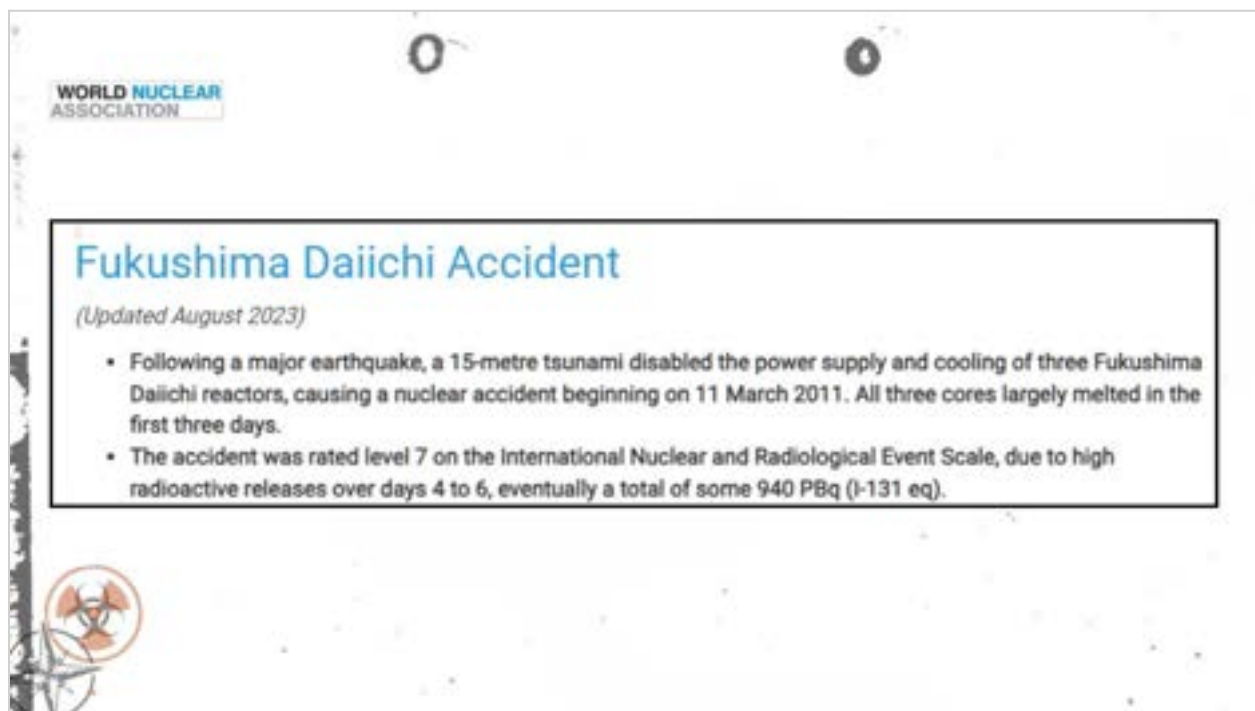 WORLD NUCLEAR
ASSOCIATION
Fukushima Daiichi Accident
(Updated August 2023)
• Following a major earthquake, a 15-metre tsunami disabled the power supply and cooling of three Fukushima
Daiichi reactors, causing a nuclear accident beginning on 11 March 2011. All three cores largely melted in the
first three days.
• The accident was rated level 7 on the International Nuclear and Radiological Event Scale, due to high
radioactive releases over days 4 to 6, eventually a total of some 940 PBq (I-131 eq).